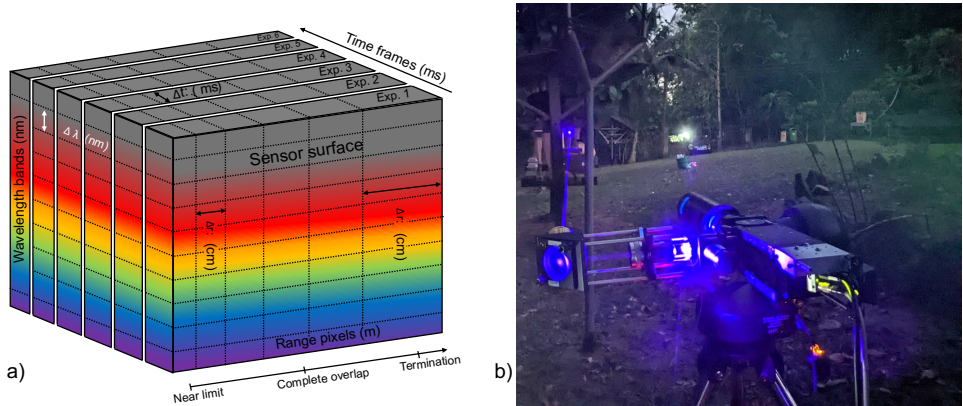 Exp. 6
Exp. 5
Exp. 4
Exp. 3
Exp. 2
Exp. 1
Time frames (ms)
Δt: (ms)
Δ λ (nm)
Wavelength bands (nm)
Sensor surface
Δr: (cm)
Δr: (cm)
Range pixels (m)
Near limit
Complete overlap
Termination
a)
b)